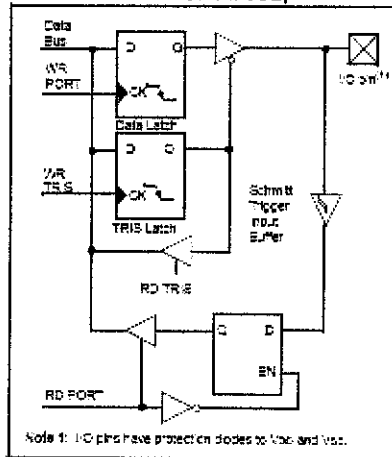 Data
Bus
D
Q
WR
PORT
CK
I/O pin(1)
Data Latch
D
Q
WR
TRIS
CK
TRIS Latch
Schmitt
Trigger
Input
Buffer
RD TRIS
Q
D
EN
RD PORT
Note 1: I/O pins have protection diodes to VDD and VSS.